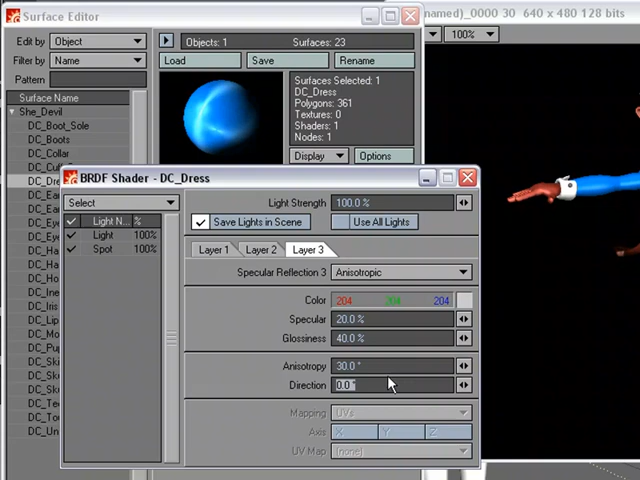 Surface Editor
named)_0000 30 640 x 480 128 bits
Edit by Object
Objects: 1 Surfaces: 23
100%
Filter by Name
Load Save Rename
Pattern
Surface Name
Surfaces Selected: 1
DC_Dress
Polygons: 361
Textures: 0
Shaders: 1
Nodes: 1
Display Options
She_Devil
DC_Boot_Sole
DC_Boots
DC_Collar
BRDF Shader - DC_Dress
Select
Light Strength 100.0 %
Save Lights in Scene Use All Lights
Light N... %
Light 100%
Spot 100%
Layer 1 Layer 2 Layer 3
Specular Reflection 3 Anisotropic
Color 204 204 204
Specular 20.0 %
Glossiness 40.0 %
Anisotropy 30.0 °
Direction 0.0 °
Mapping UVs
Axis X Y Z
UV Map (none)